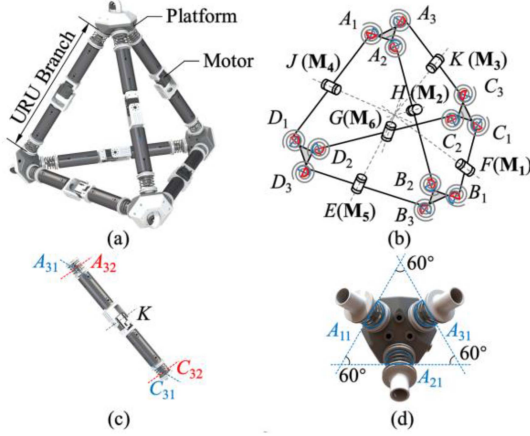 Platform
Motor
URU Branch
(a)
A₁ A₃
A₂
J (M₄) K (M₃)
H (M₂)
G(M₆) C₃
D₁ C₂ C₁
D₂ F(M₁)
D₃ B₂ B₁
E(M₅) B₃
(b)
A₃₁ A₃₂
K
C₃₂
C₃₁
(c)
60°
A₁₁ A₃₁
60° 60°
A₂₁
(d)